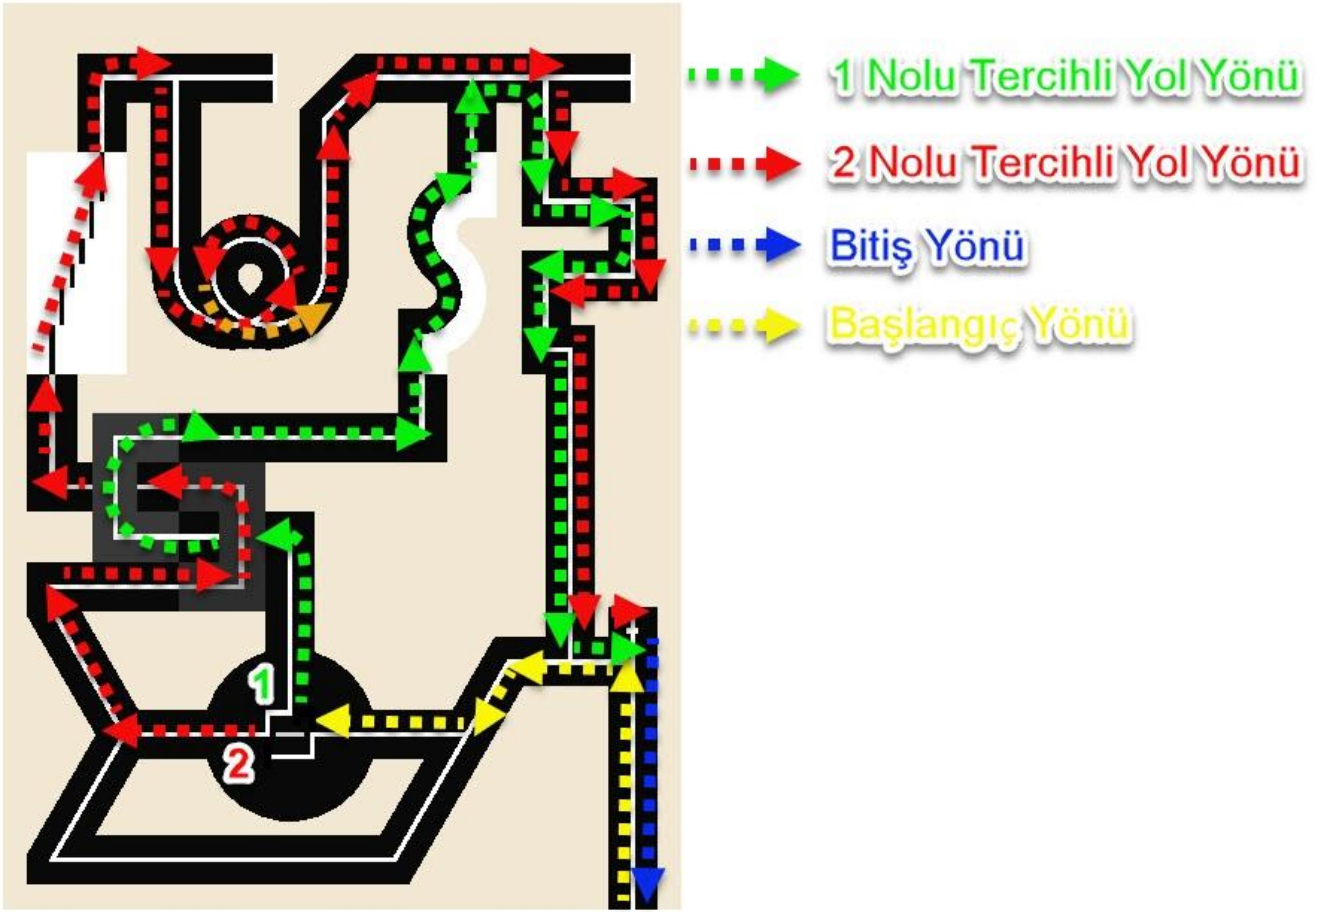 1 Nolu Tercihli Yol Yönü
2 Nolu Tercihli Yol Yönü
Bitiş Yönü
Başlangıç Yönü
1
2